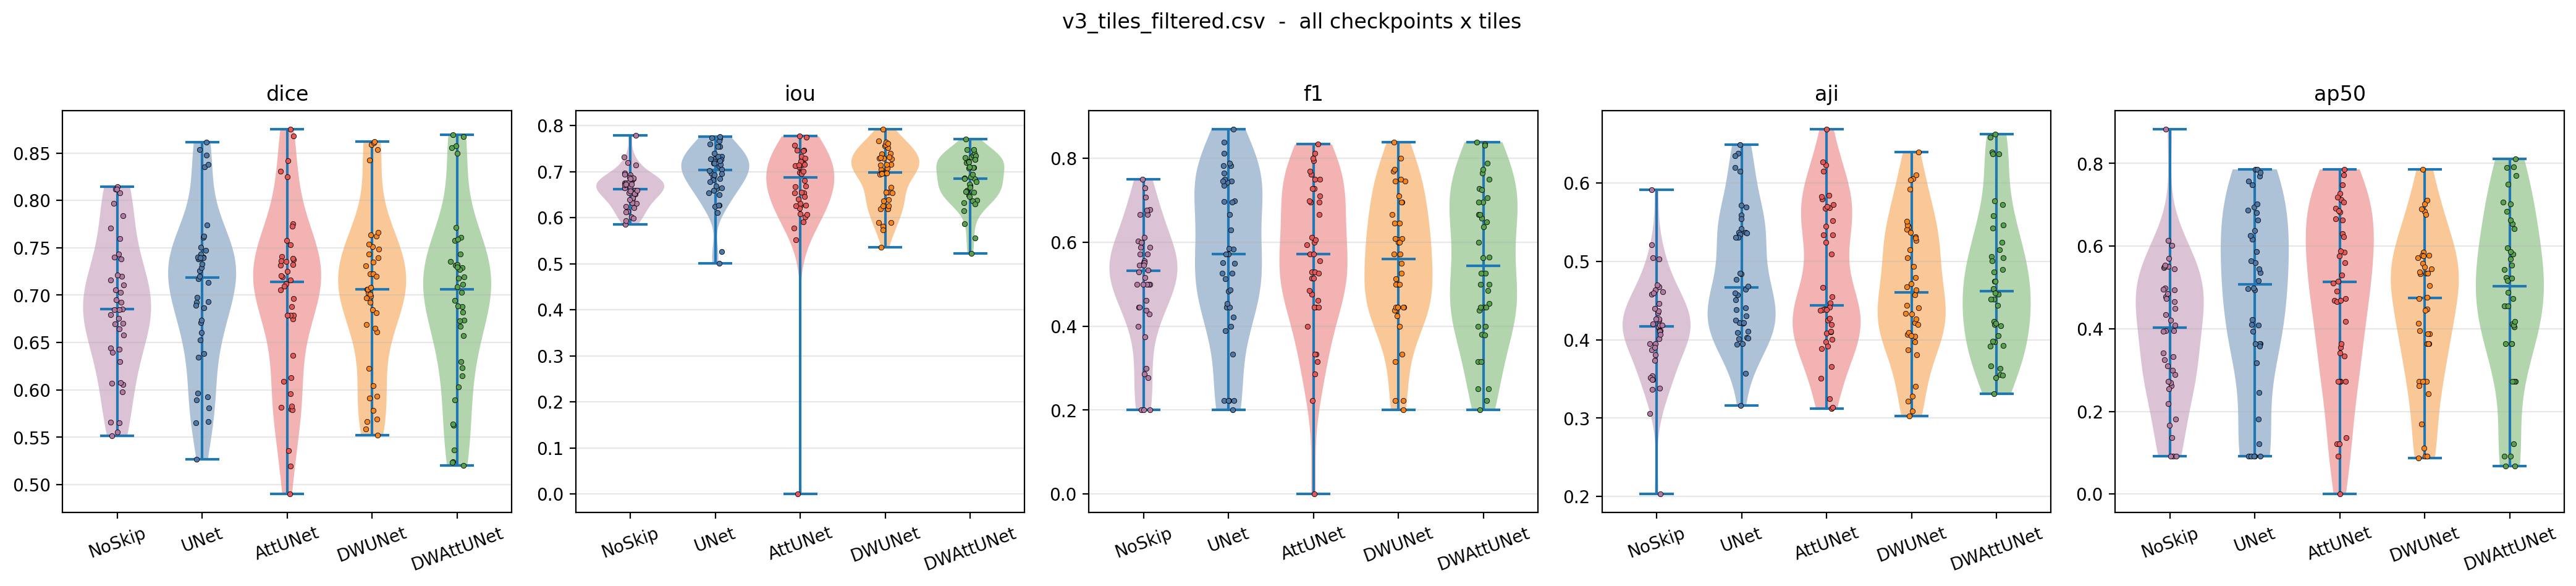 v3_tiles_filtered.csv  -  all checkpoints x tiles
dice
0.85
0.80
0.75
0.70
0.65
0.60
0.55
0.50
NoSkip
UNet
AttUNet
DWUNet
DWAttUNet
iou
0.8
0.7
0.6
0.5
0.4
0.3
0.2
0.1
0.0
NoSkip
UNet
AttUNet
DWUNet
DWAttUNet
f1
0.8
0.6
0.4
0.2
0.0
NoSkip
UNet
AttUNet
DWUNet
DWAttUNet
aji
0.6
0.5
0.4
0.3
0.2
NoSkip
UNet
AttUNet
DWUNet
DWAttUNet
ap50
0.8
0.6
0.4
0.2
0.0
NoSkip
UNet
AttUNet
DWUNet
DWAttUNet